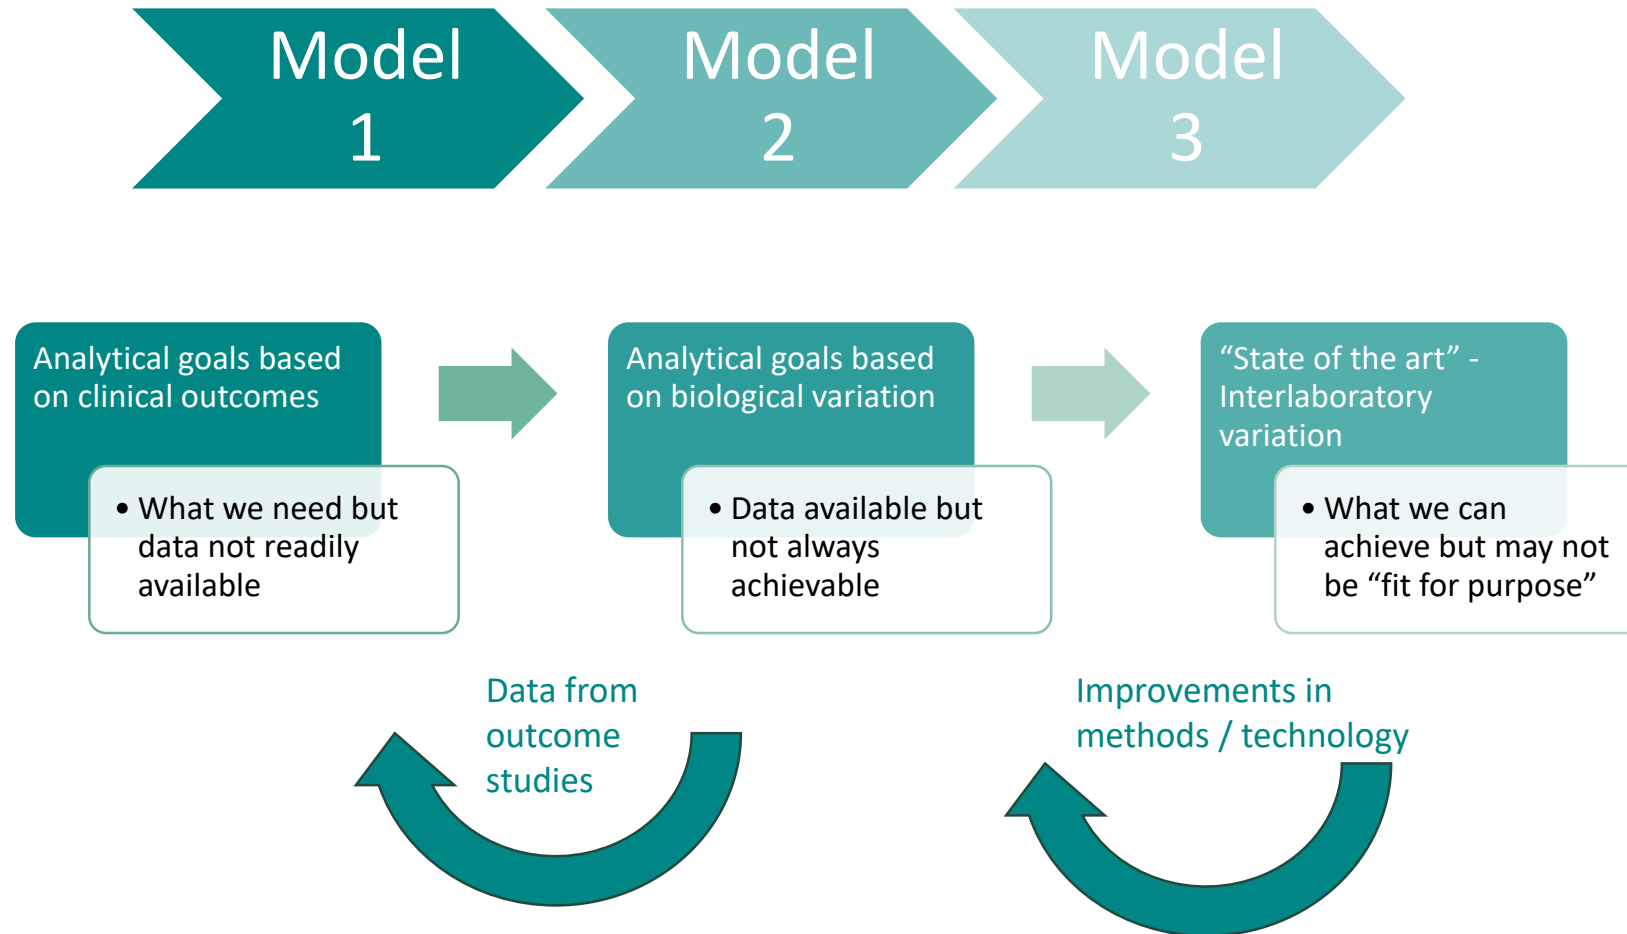 Model
1
Model
2
Model
3
Analytical goals based
on clinical outcomes
• What we need but
data not readily
available
Analytical goals based
on biological variation
• Data available but
not always
achievable
“State of the art” -
Interlaboratory
variation
• What we can
achieve but may not
be “fit for purpose”
Data from
outcome
studies
Improvements in
methods / technology